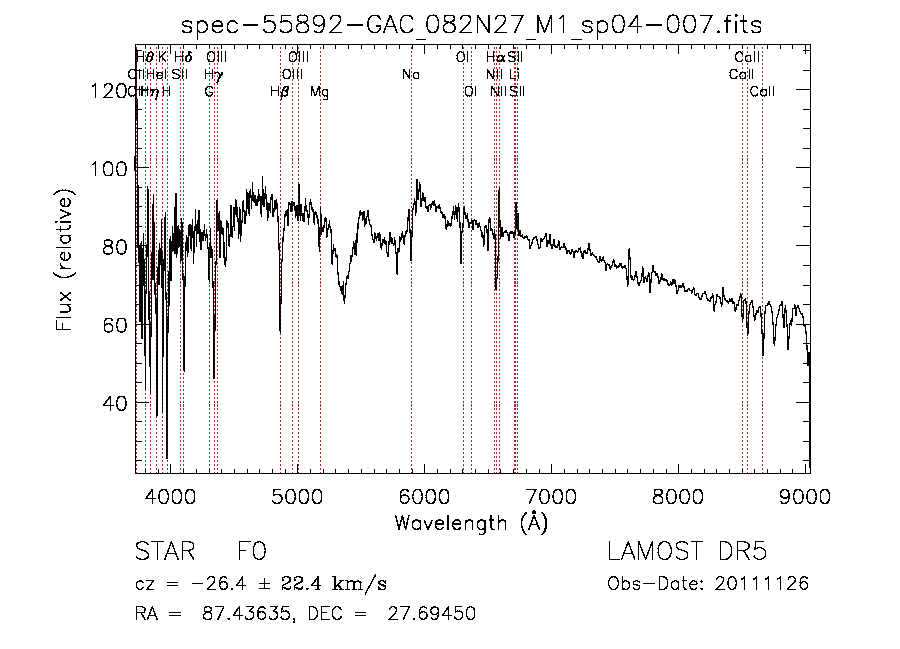 spec-55892-GAC_082N27_M1_sp04-007.fits
Hθ K Hδ OIII OIII OI Hα SII CaII
OII HeI SII Hγ OIII Na NII Li CaII
Hη H G Hβ Mg OI NII SII CaII
120
100
80
60
40
Flux (relative)
4000 5000 6000 7000 8000 9000
Wavelength (Å)
STAR F0 LAMOST DR5
cz = -26.4 ± 22.4 km/s Obs-Date: 20111126
RA = 87.43635, DEC = 27.69450